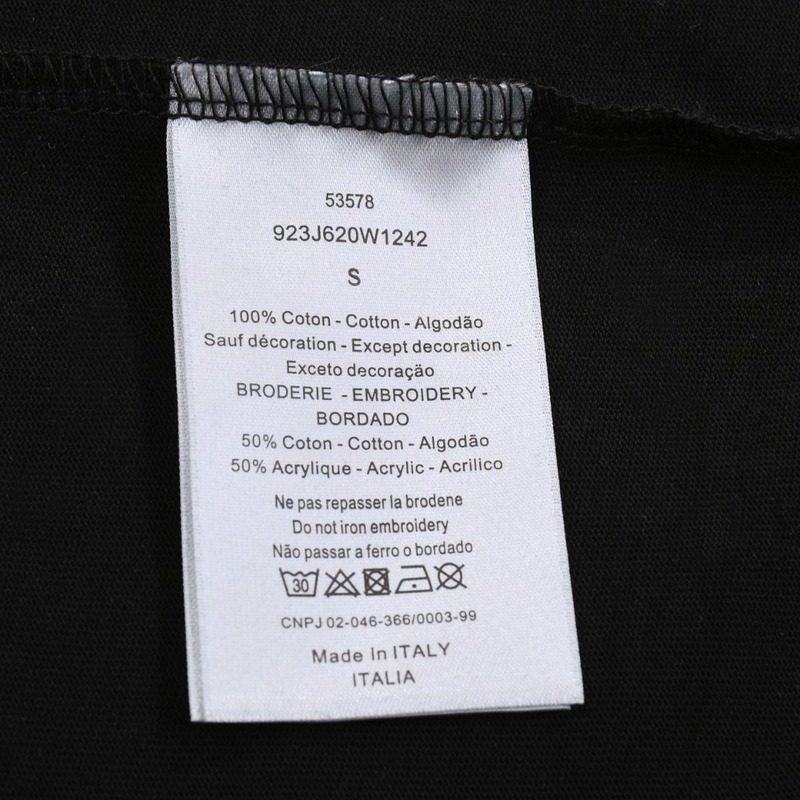 53578
923J620W1242
S
100% Coton - Cotton - Algodão
Sauf décoration - Except decoration -
Exceto decoraçäo
BRODERIE - EMBROIDERY -
BORDADO
50% Coton - Cotton - Algodão
50% Acrylique - Acrylic - Acrilico
Ne pas repasser la brodene
Do not iron embroidery
Não passar a ferro o bordado
30
CNPJ 02-046-366/0003-99
Made in ITALY
ITALIA